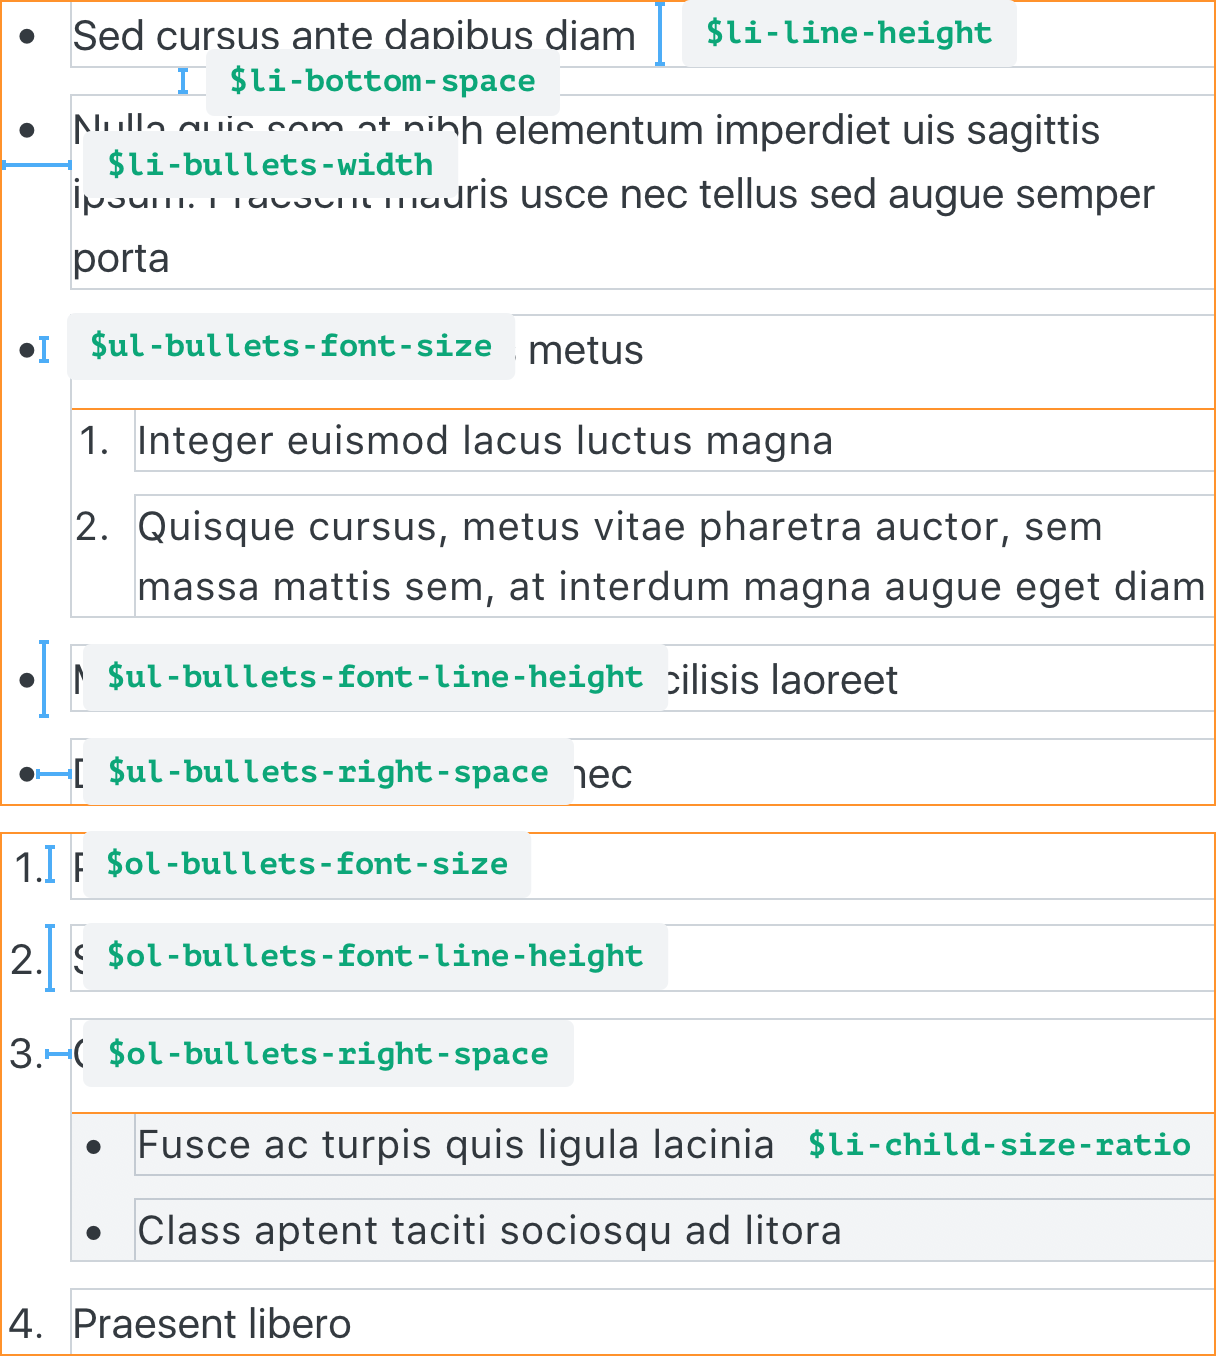 • Sed cursus ante dapibus diam $li-line-height
$li-bottom-space
• Nulla quis sem at nibh elementum imperdiet uis sagittis
$li-bullets-width
ipsum. Praesent mauris usce nec tellus sed augue semper
porta
• $ul-bullets-font-size metus
1. Integer euismod lacus luctus magna
2. Quisque cursus, metus vitae pharetra auctor, sem
massa mattis sem, at interdum magna augue eget diam
• $ul-bullets-font-line-height cilisis laoreet
• $ul-bullets-right-space nec
1. $ol-bullets-font-size
2. $ol-bullets-font-line-height
3. $ol-bullets-right-space
• Fusce ac turpis quis ligula lacinia $li-child-size-ratio
• Class aptent taciti sociosqu ad litora
4. Praesent libero